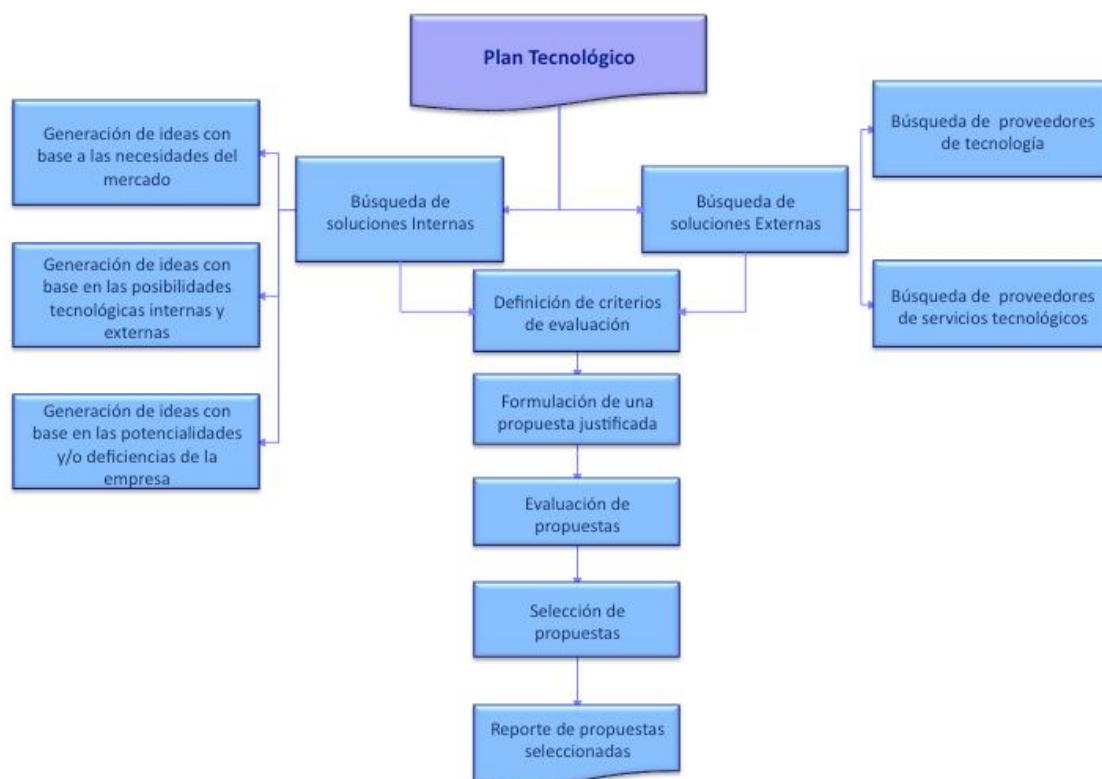 Plan Tecnológico
Generación de ideas con
base a las necesidades del
mercado
Búsqueda de
soluciones Internas
Búsqueda de
soluciones Externas
Búsqueda de proveedores
de tecnología
Generación de ideas con
base en las posibilidades
tecnológicas internas y
externas
Definición de criterios
de evaluación
Búsqueda de proveedores
de servicios tecnológicos
Generación de ideas con
base en las potencialidades
y/o deficiencias de la
empresa
Formulación de una
propuesta justificada
Evaluación de
propuestas
Selección de
propuestas
Reporte de propuestas
seleccionadas